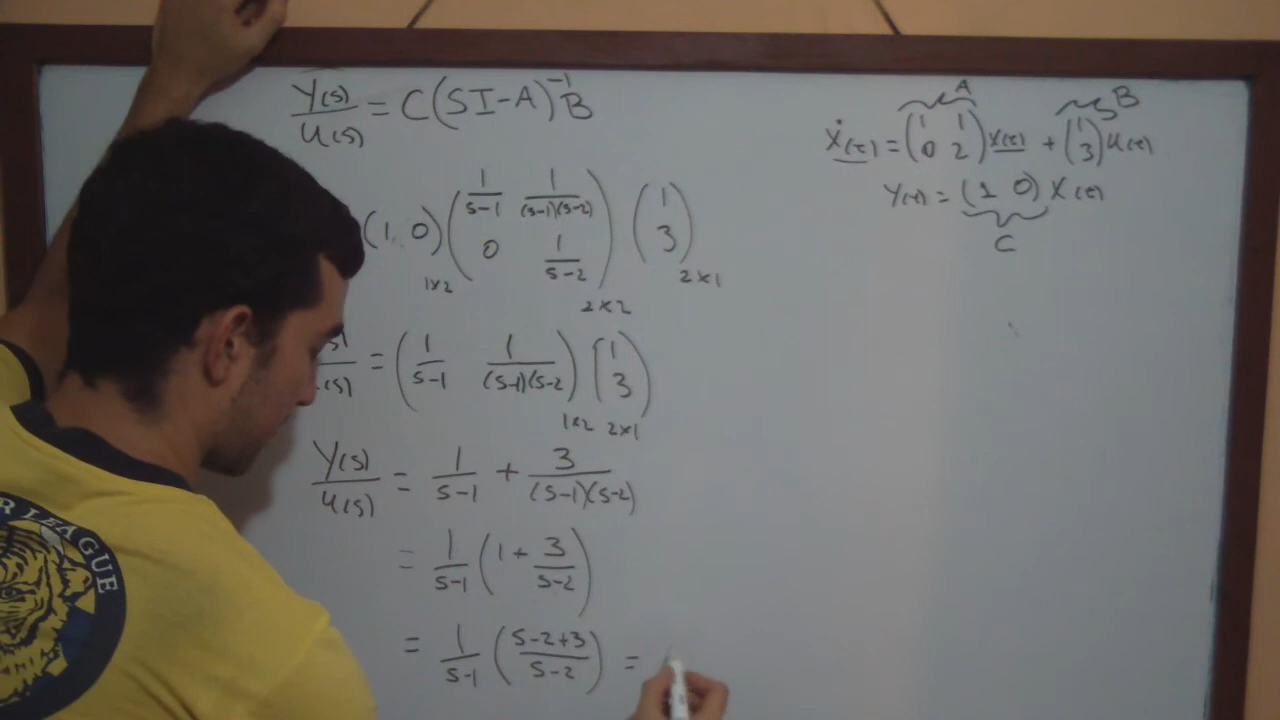 Y(s)/U(s) = C(SI-A)⁻¹B
(1, 0) (1/(s-1) 1/((s-1)(s-2)) ; 0 1/(s-2)) (1 ; 3)
1x2 2x2 2x1
(s) = (1/(s-1) 1/((s-1)(s-2) ) (1 ; 3)
1x2 2x1
Y(s)/U(s) = 1/(s-1) + 3/((s-1)(s-2))
= 1/(s-1) (1 + 3/(s-2))
= 1/(s-1) ((s-2+3)/(s-2)) =
A B
ẋ(t) = (1 1 ; 0 2) x(t) + (1 ; 3) u(t)
Y(t) = (1 0) X(t)
C
R LEAGUE